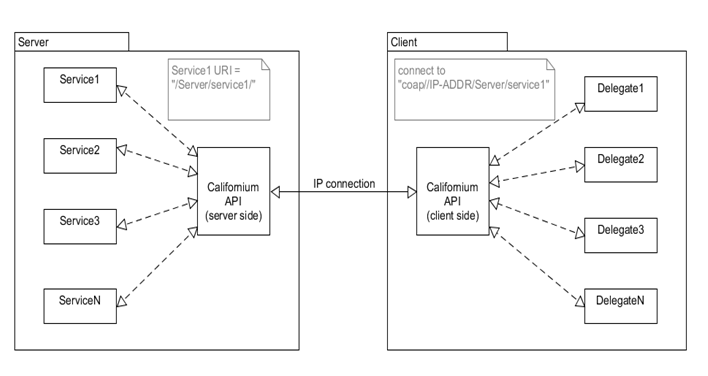 Server
Service1
Service2
Service3
ServiceN
Service1 URI =
"/Server/service1/"
Californium
API
(server side)
IP connection
Client
connect to
"coap//IP-ADDR/Server/service1"
Californium
API
(client side)
Delegate1
Delegate2
Delegate3
DelegateN